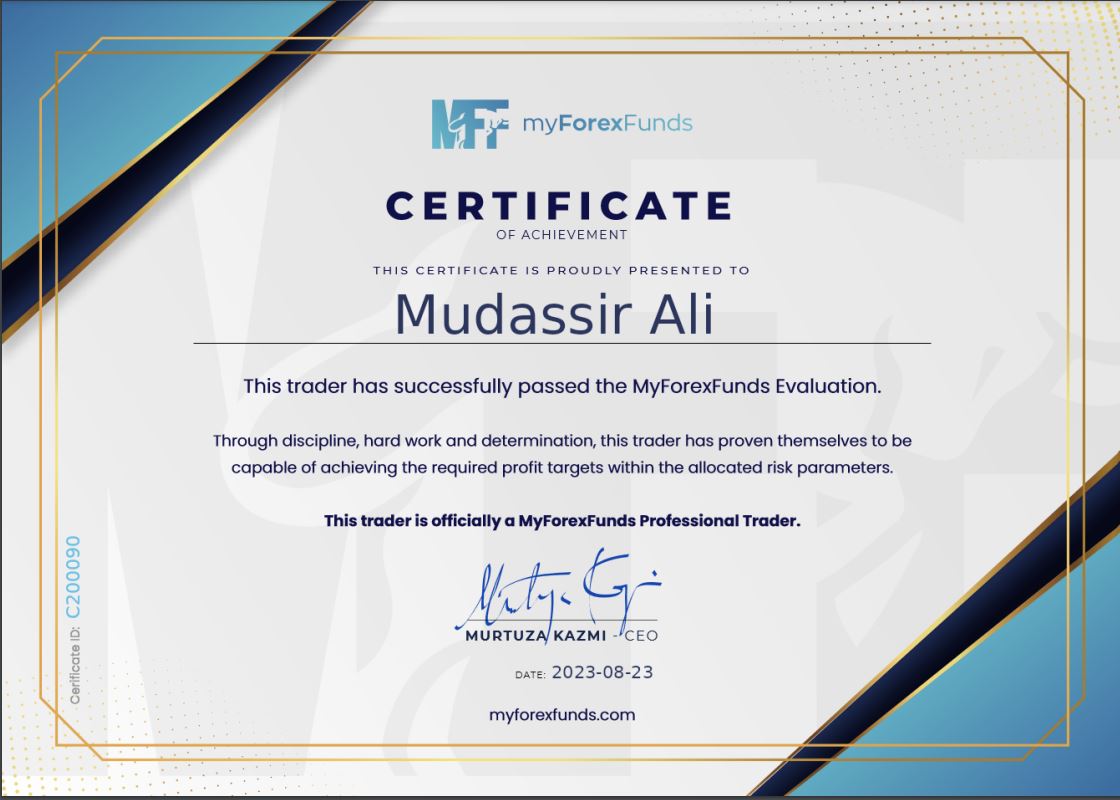 MFF myForexFunds
CERTIFICATE
OF ACHIEVEMENT
THIS CERTIFICATE IS PROUDLY PRESENTED TO
Mudassir Ali
This trader has successfully passed the MyForexFunds Evaluation.
Through discipline, hard work and determination, this trader has proven themselves to be
capable of achieving the required profit targets within the allocated risk parameters.
This trader is officially a MyForexFunds Professional Trader.
MURTUZA KAZMI - CEO
DATE: 2023-08-23
myforexfunds.com
Cerificate ID: C200090